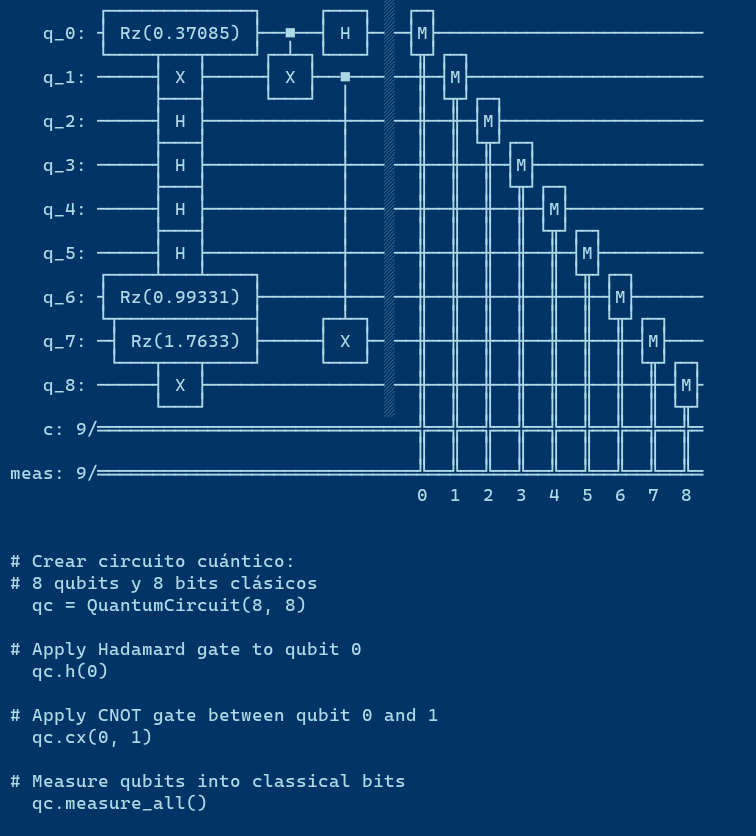 q_0: Rz(0.37085) H M
q_1: X X M
q_2: H M
q_3: H M
q_4: H M
q_5: H M
q_6: Rz(0.99331) M
q_7: Rz(1.7633) X M
q_8: X M
c: 9/
meas: 9/
0 1 2 3 4 5 6 7 8
# Crear circuito cuántico:
# 8 qubits y 8 bits clásicos
qc = QuantumCircuit(8, 8)
# Apply Hadamard gate to qubit 0
qc.h(0)
# Apply CNOT gate between qubit 0 and 1
qc.cx(0, 1)
# Measure qubits into classical bits
qc.measure_all()